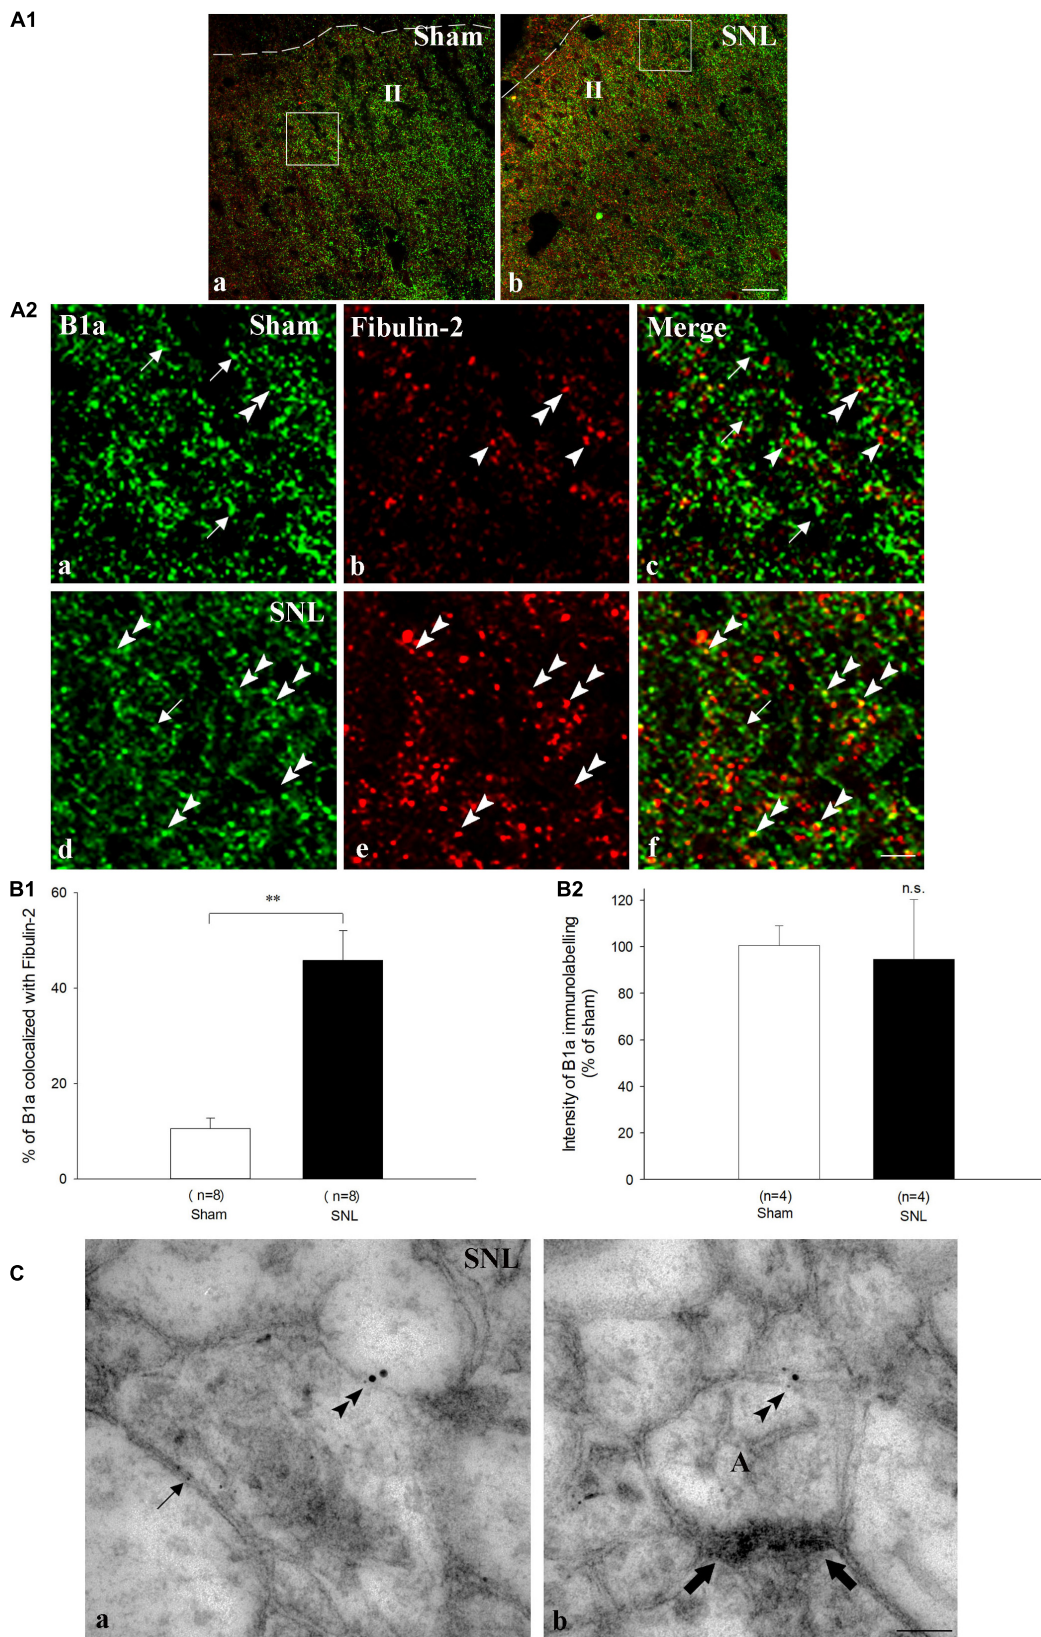 A1
Sham
SNL
II
II
a
b
A2
B1a
Sham
Fibulin-2
Merge
a
b
c
SNL
d
e
f
B1
% of B1a colocalized with Fibulin-2
60
40
20
0
**
( n=8)
Sham
( n=8)
SNL
B2
Intensity of B1a immunolabelling
(% of sham)
120
100
80
60
40
20
0
n.s.
(n=4)
Sham
(n=4)
SNL
C
SNL
a
A
b